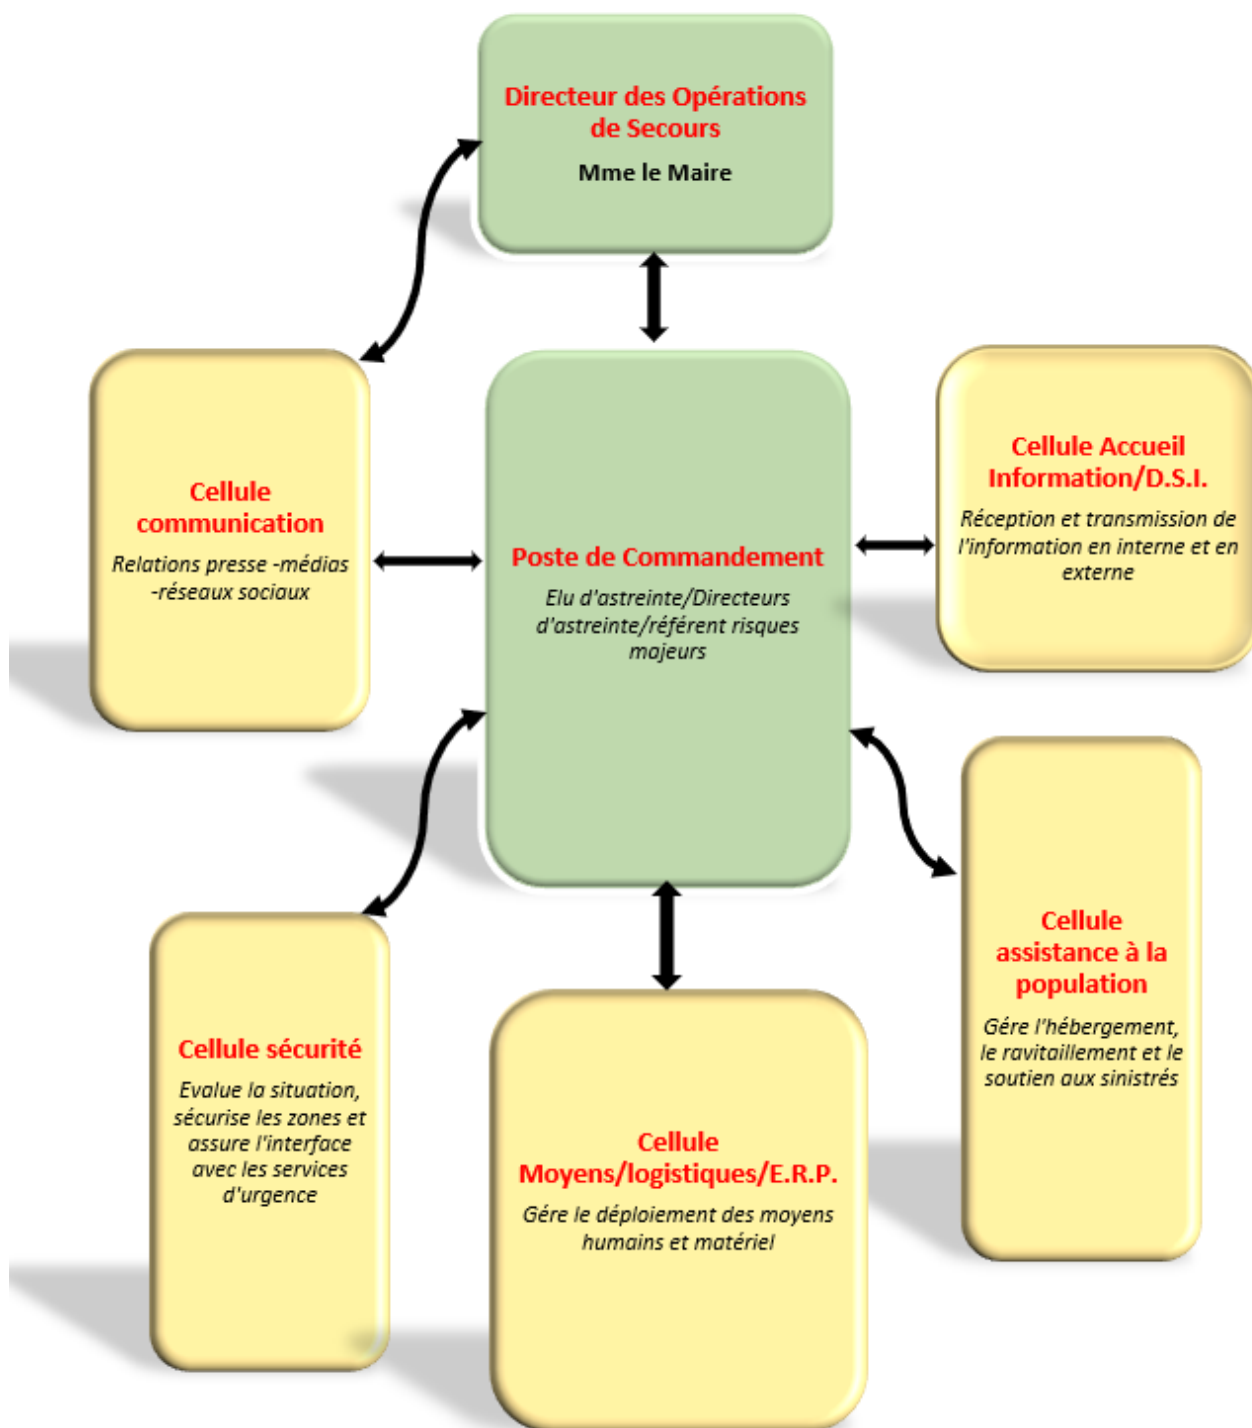 Directeur des Opérations
de Secours
Mme le Maire
Cellule
communication
Relations presse -médias
-réseaux sociaux
Poste de Commandement
Elu d'astreinte/Directeurs
d'astreinte/référent risques
majeurs
Cellule Accueil
Information/D.S.I.
Réception et transmission de
l'information en interne et en
externe
Cellule sécurité
Evalue la situation,
sécurise les zones et
assure l'interface
avec les services
d'urgence
Cellule
Moyens/logistiques/E.R.P.
Gére le déploiement des moyens
humains et matériel
Cellule
assistance à la
population
Gére l'hébergement,
le ravitaillement et le
soutien aux sinistrés